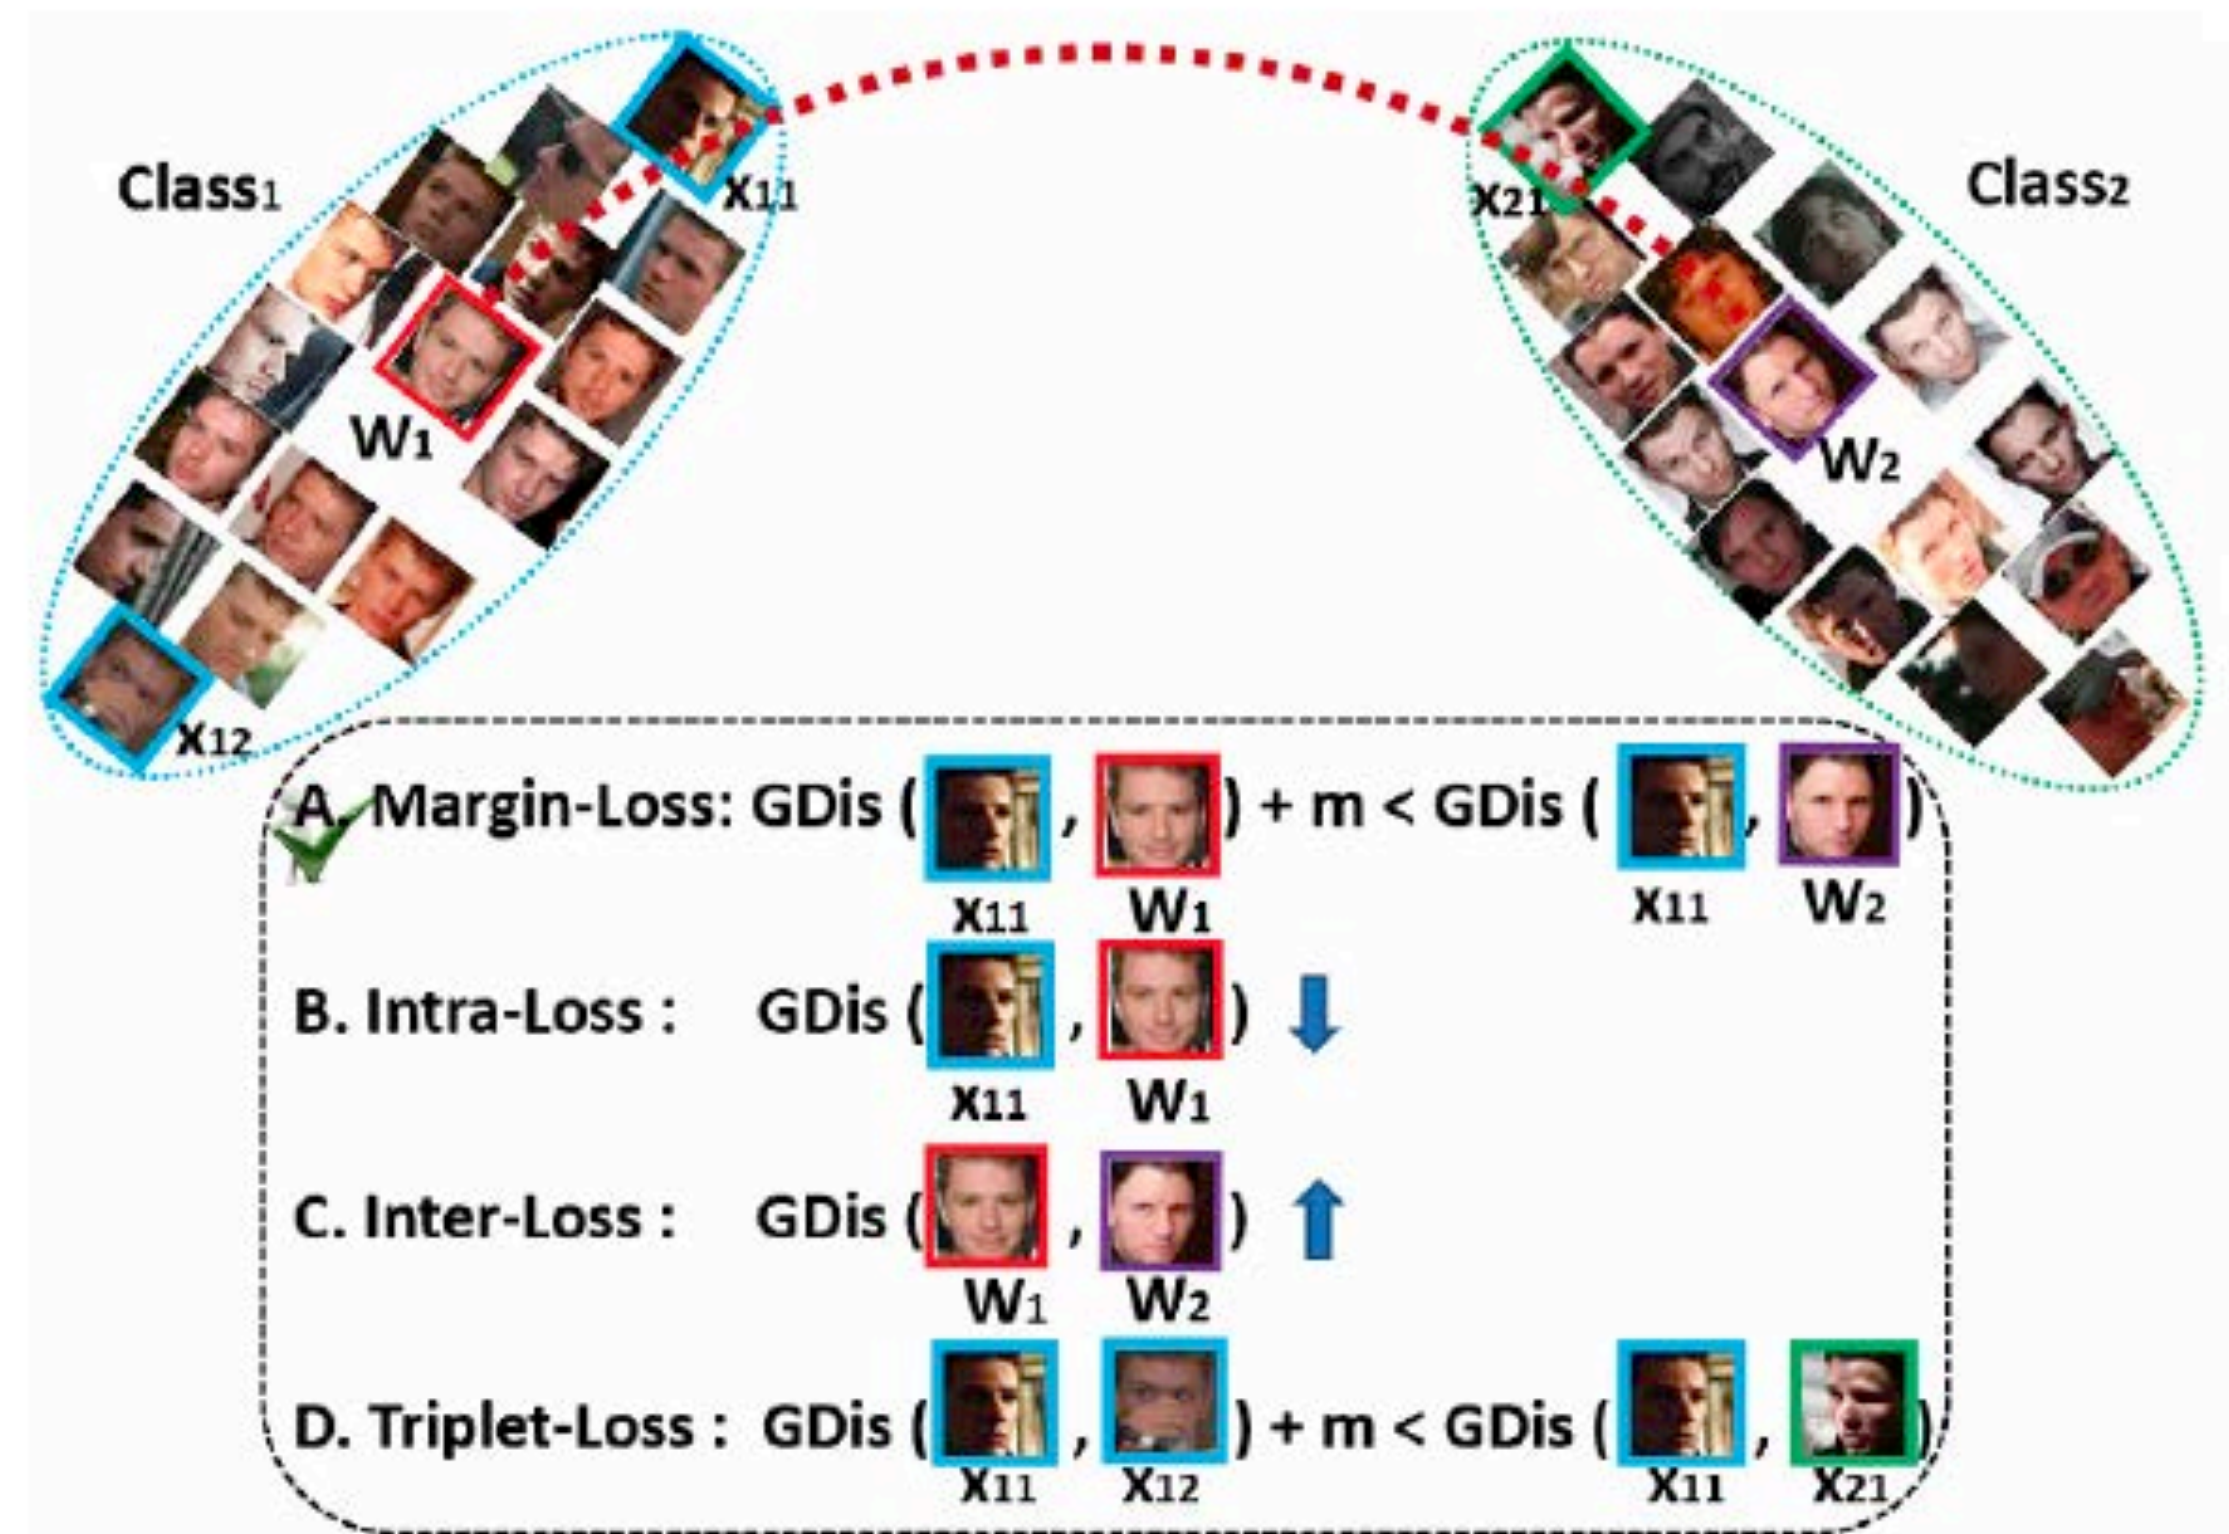 Class1
Class2
x11
x21
W1
W2
x12
A. Margin-Loss: GDis ( , ) + m < GDis ( , )
x11 W1 x11 W2
B. Intra-Loss : GDis ( , )
x11 W1
C. Inter-Loss : GDis ( , )
W1 W2
D. Triplet-Loss : GDis ( , ) + m < GDis ( , )
x11 x12 x11 x21